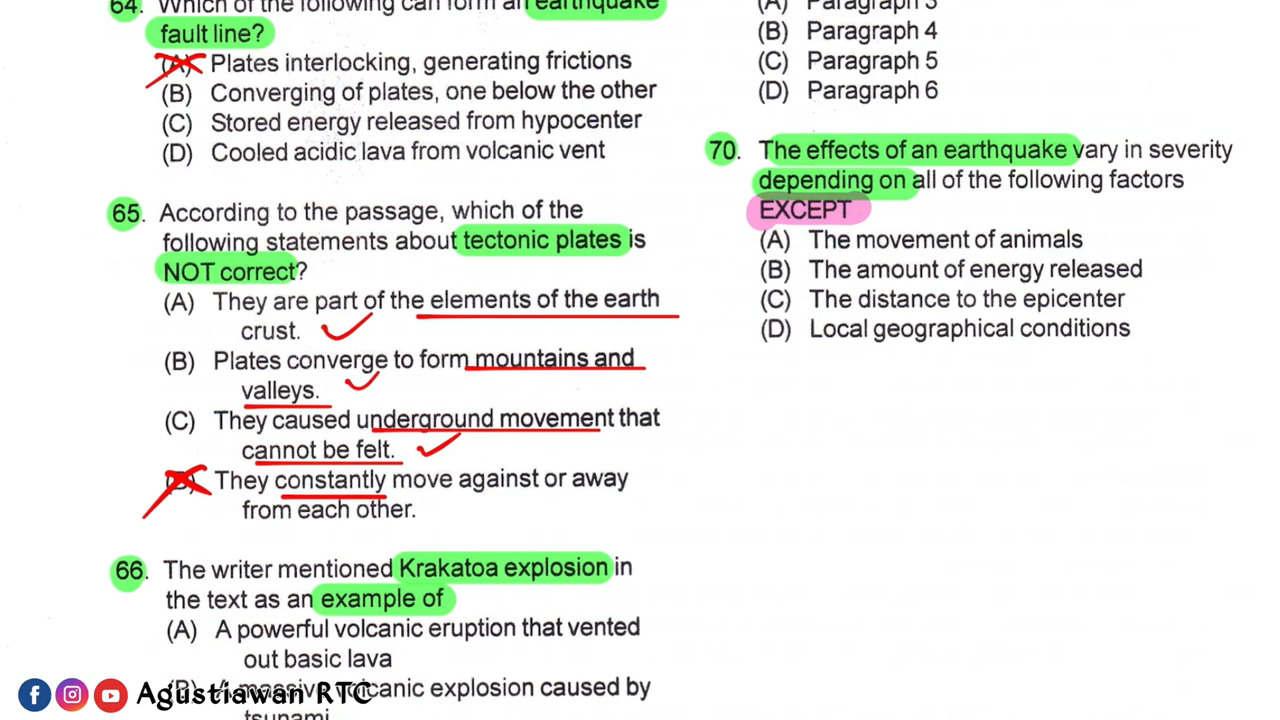 64. Which of the following can form an earthquake
fault line?
(A) Plates interlocking, generating frictions
(B) Converging of plates, one below the other
(C) Stored energy released from hypocenter
(D) Cooled acidic lava from volcanic vent
65. According to the passage, which of the
following statements about tectonic plates is
NOT correct?
(A) They are part of the elements of the earth
crust.
(B) Plates converge to form mountains and
valleys.
(C) They caused underground movement that
cannot be felt.
(D) They constantly move against or away
from each other.
66. The writer mentioned Krakatoa explosion in
the text as an example of
(A) A powerful volcanic eruption that vented
out basic lava
(B) A massive volcanic explosion caused by
tsunami
(A) Paragraph 3
(B) Paragraph 4
(C) Paragraph 5
(D) Paragraph 6
70. The effects of an earthquake vary in severity
depending on all of the following factors
EXCEPT
(A) The movement of animals
(B) The amount of energy released
(C) The distance to the epicenter
(D) Local geographical conditions
Agustiawan RTC